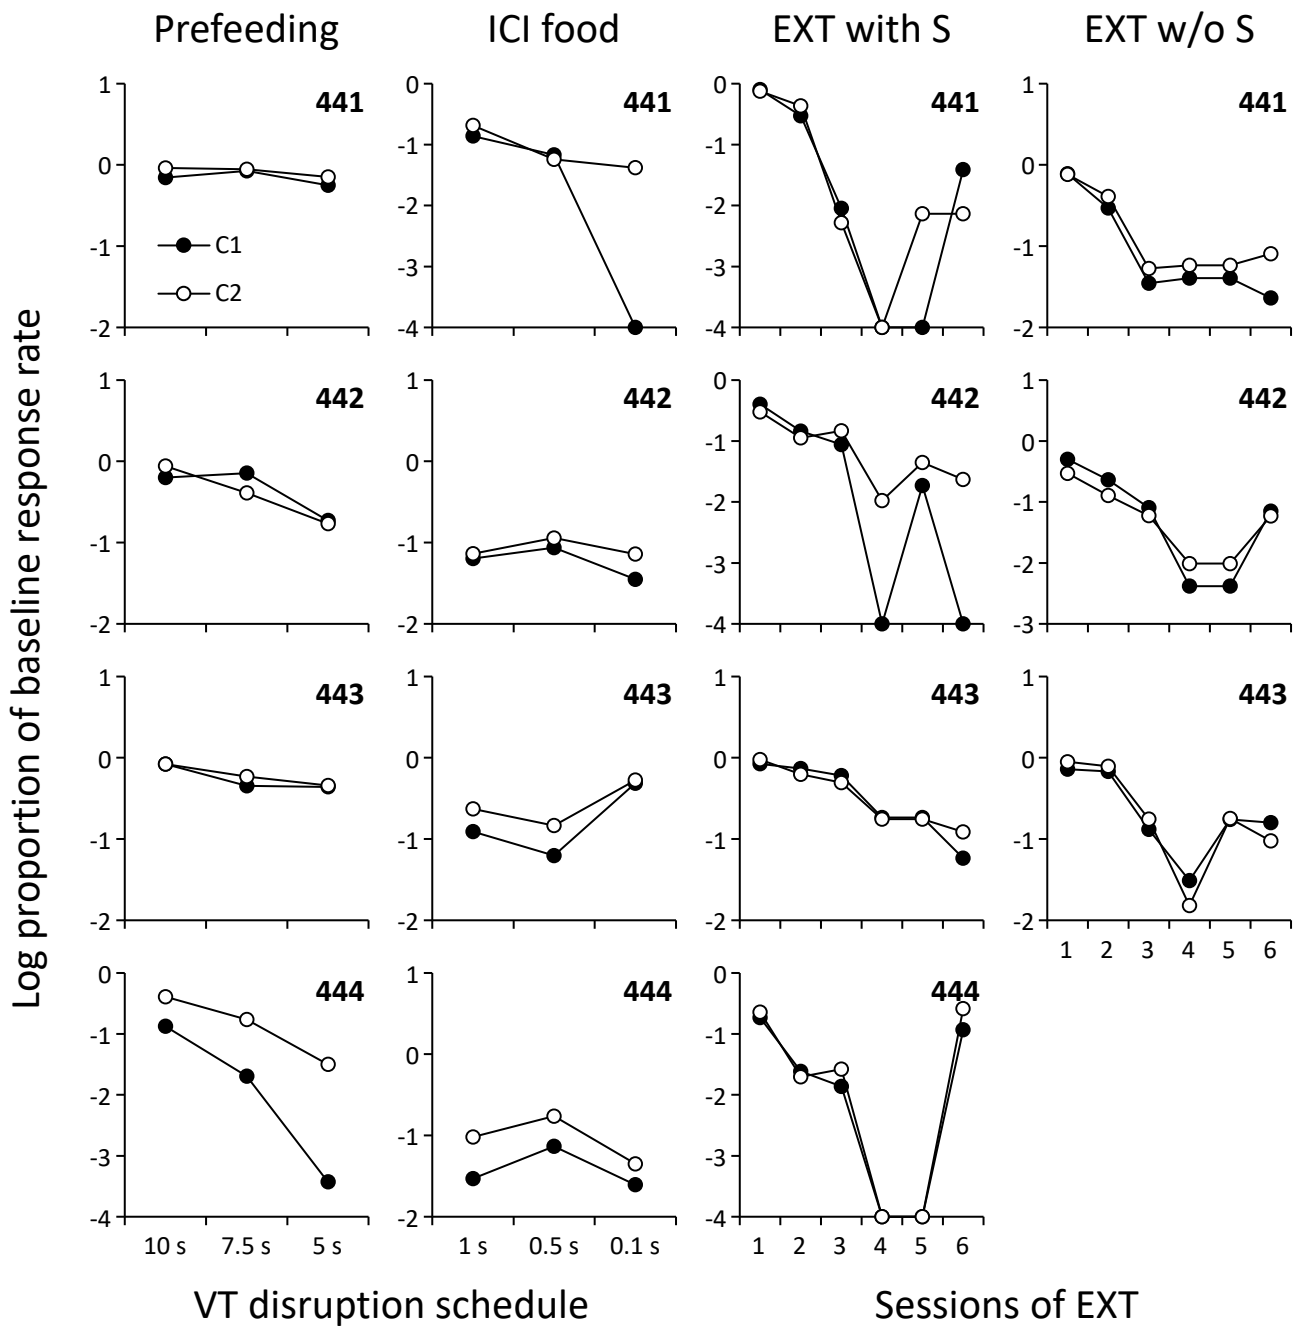 Prefeeding ICI food EXT with S EXT w/o S
Log proportion of baseline response rate
1 0 -1 -2 441 C1 C2
0 -1 -2 -3 -4 441
0 -1 -2 -3 -4 441
1 0 -1 -2 441
1 0 -1 -2 442
1 0 -1 -2 442
0 -1 -2 -3 -4 442
1 0 -1 -2 -3 442
1 0 -1 -2 443
1 0 -1 -2 443
1 0 -1 -2 443
1 0 -1 -2 443
1 2 3 4 5 6
0 -1 -2 -3 -4 444
1 0 -1 -2 444
0 -1 -2 -3 -4 444
10 s 7.5 s 5 s
1 s 0.5 s 0.1 s
1 2 3 4 5 6
VT disruption schedule
Sessions of EXT